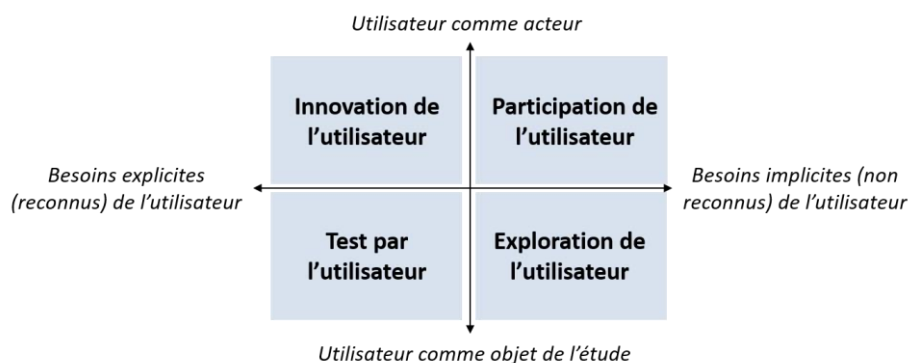 Utilisateur comme acteur
Innovation de
l’utilisateur
Participation de
l’utilisateur
Besoins explicites
(reconnus) de l’utilisateur
Besoins implicites (non
reconnus) de l’utilisateur
Test par
l’utilisateur
Exploration de
l’utilisateur
Utilisateur comme objet de l’étude